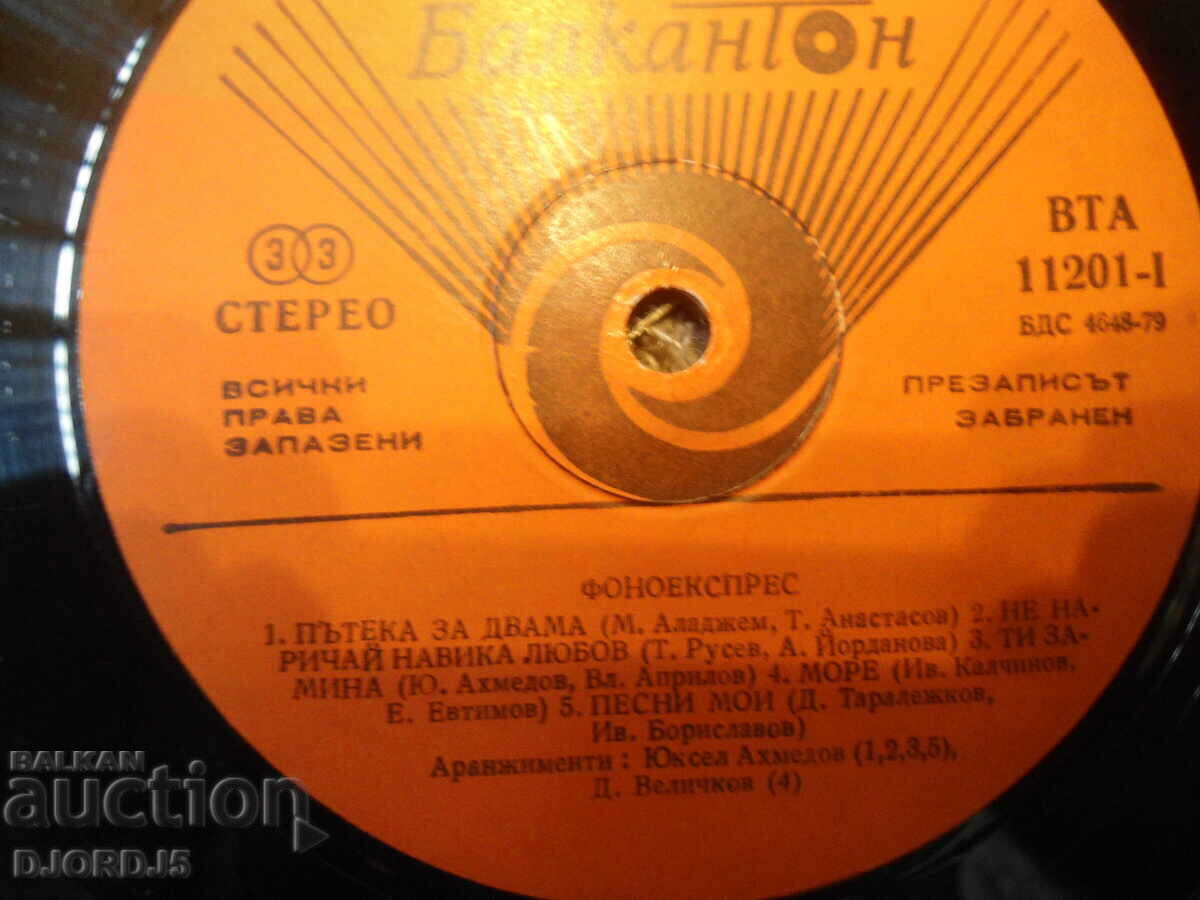 Балкантон
33
СТЕРЕО
ВСИЧКИ
ПРАВА
ЗАПАЗЕНИ
ВТА
11201-I
БДС 4648-79
ПРЕЗАПИСЪТ
ЗАБРАНЕН
ФОНОЕКСПРЕС
1. ПЪТЕКА ЗА ДВАМА (М. Аладжем, Т. Анастасов) 2. НЕ НА-
РИЧАЙ НАВИКА ЛЮБОВ (Т. Русев, А. Йорданова) 3. ТИ ЗА-
МИНА (Ю. Ахмедов, Вл. Априлов) 4. МОРЕ (Ив. Калчинов,
Е. Евтимов) 5. ПЕСНИ МОИ (Д. Таралежков,
Ив. Бориславов)
Аранжименти : Юксел Ахмедов (1,2,3,5),
Д. Величков (4)
BALKAN
auction
DJORDJ5